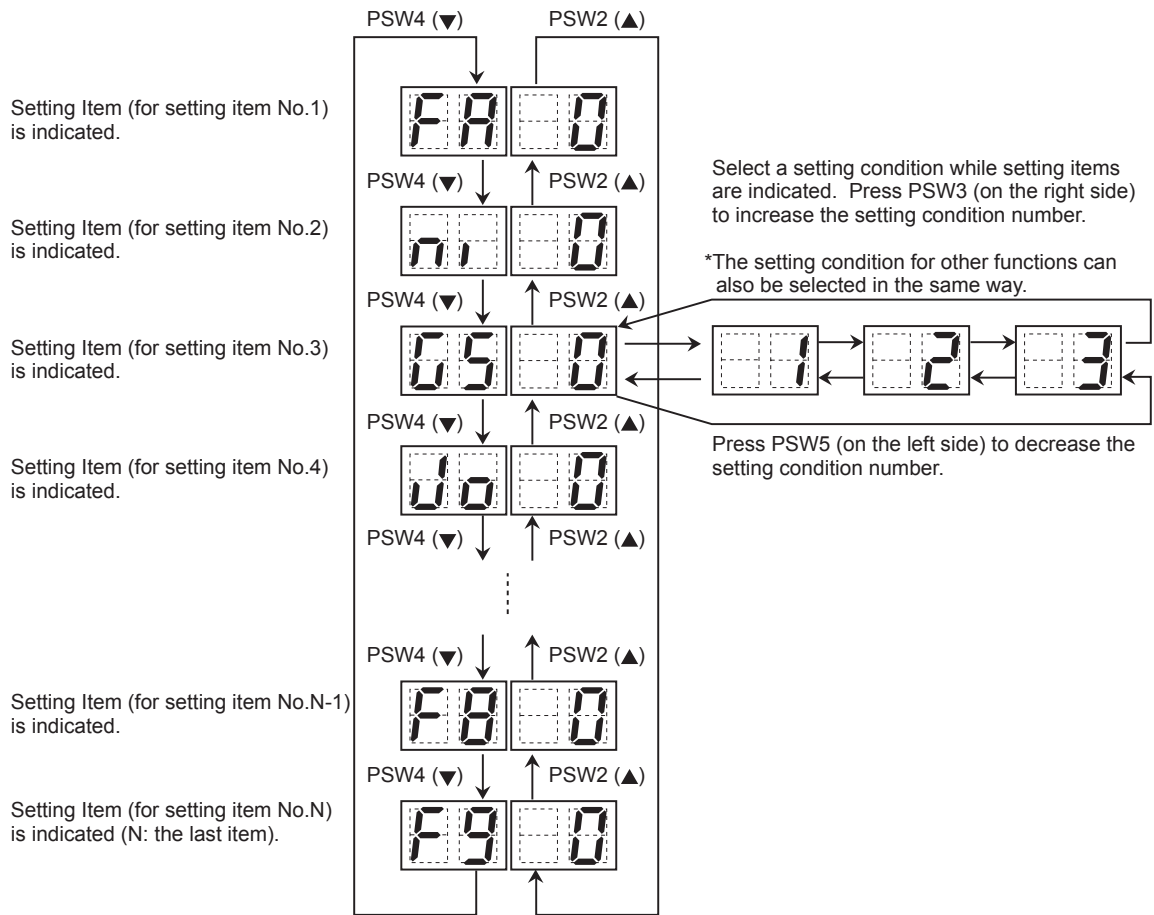 PSW4 (▼) PSW2 (▲)
Setting Item (for setting item No.1)
is indicated.
FA 0
PSW4 (▼) PSW2 (▲)
Select a setting condition while setting items
are indicated. Press PSW3 (on the right side)
to increase the setting condition number.
Setting Item (for setting item No.2)
is indicated.
ni 0
*The setting condition for other functions can
also be selected in the same way.
PSW4 (▼) PSW2 (▲)
Setting Item (for setting item No.3)
is indicated.
GS 0 1 2 3
PSW4 (▼) PSW2 (▲)
Press PSW5 (on the left side) to decrease the
setting condition number.
Setting Item (for setting item No.4)
is indicated.
Jo 0
PSW4 (▼) PSW2 (▲)
PSW4 (▼) PSW2 (▲)
Setting Item (for setting item No.N-1)
is indicated.
F8 0
PSW4 (▼) PSW2 (▲)
Setting Item (for setting item No.N)
is indicated (N: the last item).
F9 0